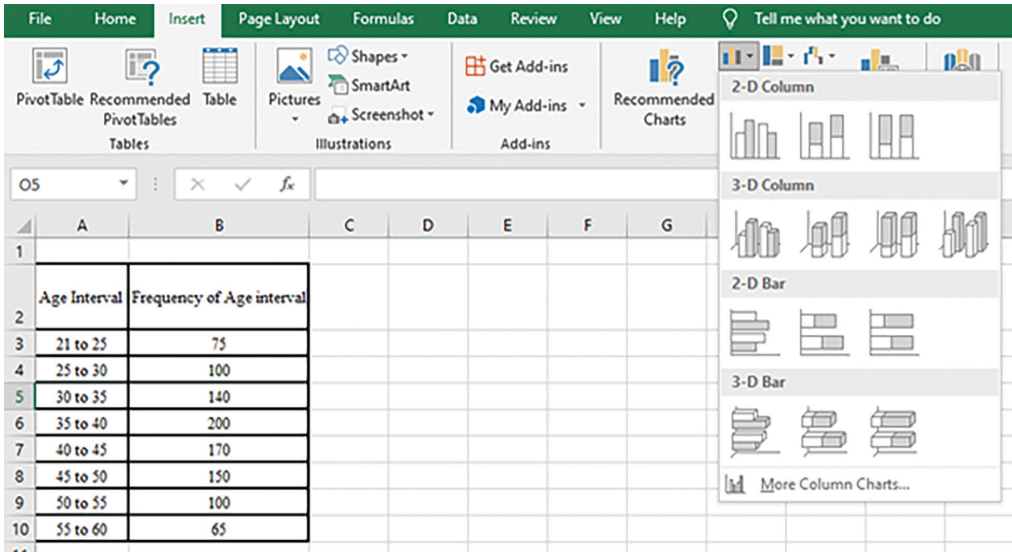 File Home Insert Page Layout Formulas Data Review View Help Tell me what you want to do
PivotTable Recommended PivotTables Table
Tables
Pictures Shapes SmartArt Screenshot
Illustrations
Get Add-ins
My Add-ins
Add-ins
Recommended Charts
O5 fx
A B C D E F G
1
2 Age Interval Frequency of Age interval
3 21 to 25 75
4 25 to 30 100
5 30 to 35 140
6 35 to 40 200
7 40 to 45 170
8 45 to 50 150
9 50 to 55 100
10 55 to 60 65
2-D Column
3-D Column
2-D Bar
3-D Bar
More Column Charts...